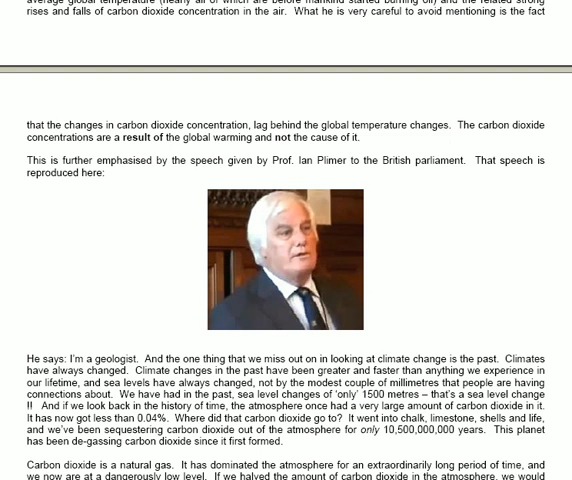 average global temperature (nearly all of which are before mankind started burning oil) and the related strong
rises and falls of carbon dioxide concentration in the air. What he is very careful to avoid mentioning is the fact
that the changes in carbon dioxide concentration, lag behind the global temperature changes. The carbon dioxide
concentrations are a result of the global warming and not the cause of it.
This is further emphasised by the speech given by Prof. Ian Plimer to the British parliament. That speech is
reproduced here:
He says: I'm a geologist. And the one thing that we miss out on in looking at climate change is the past. Climates
have always changed. Climate changes in the past have been greater and faster than anything we experience in
our lifetime, and sea levels have always changed, not by the modest couple of millimetres that people are having
connections about. We have had in the past, sea level changes of 'only' 1500 metres – that's a sea level change
!! And if we look back in the history of time, the atmosphere once had a very large amount of carbon dioxide in it.
It has now got less than 0.04%. Where did that carbon dioxide go to? It went into chalk, limestone, shells and life,
and we've been sequestering carbon dioxide out of the atmosphere for only 10,500,000,000 years. This planet
has been de-gassing carbon dioxide since it first formed.
Carbon dioxide is a natural gas. It has dominated the atmosphere for an extraordinarily long period of time, and
we now are at a dangerously low level. If we halved the amount of carbon dioxide in the atmosphere, we would